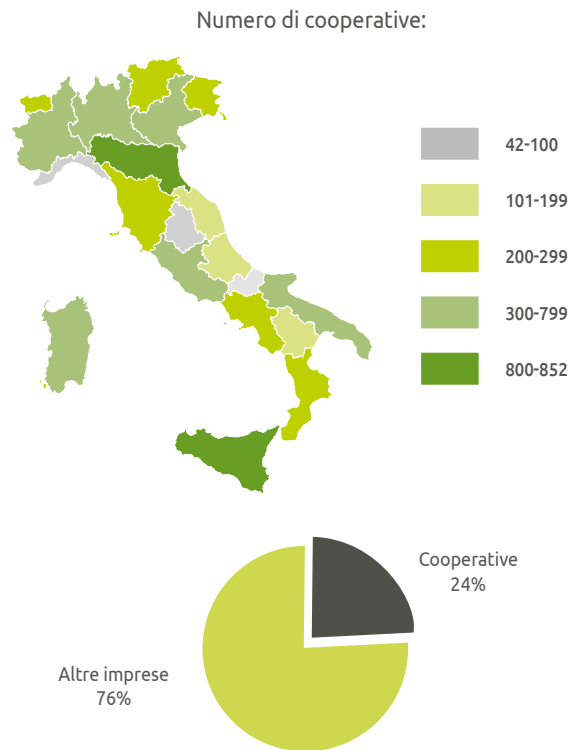 Numero di cooperative:
42-100
101-199
200-299
300-799
800-852
Cooperative
24%
Altre imprese
76%